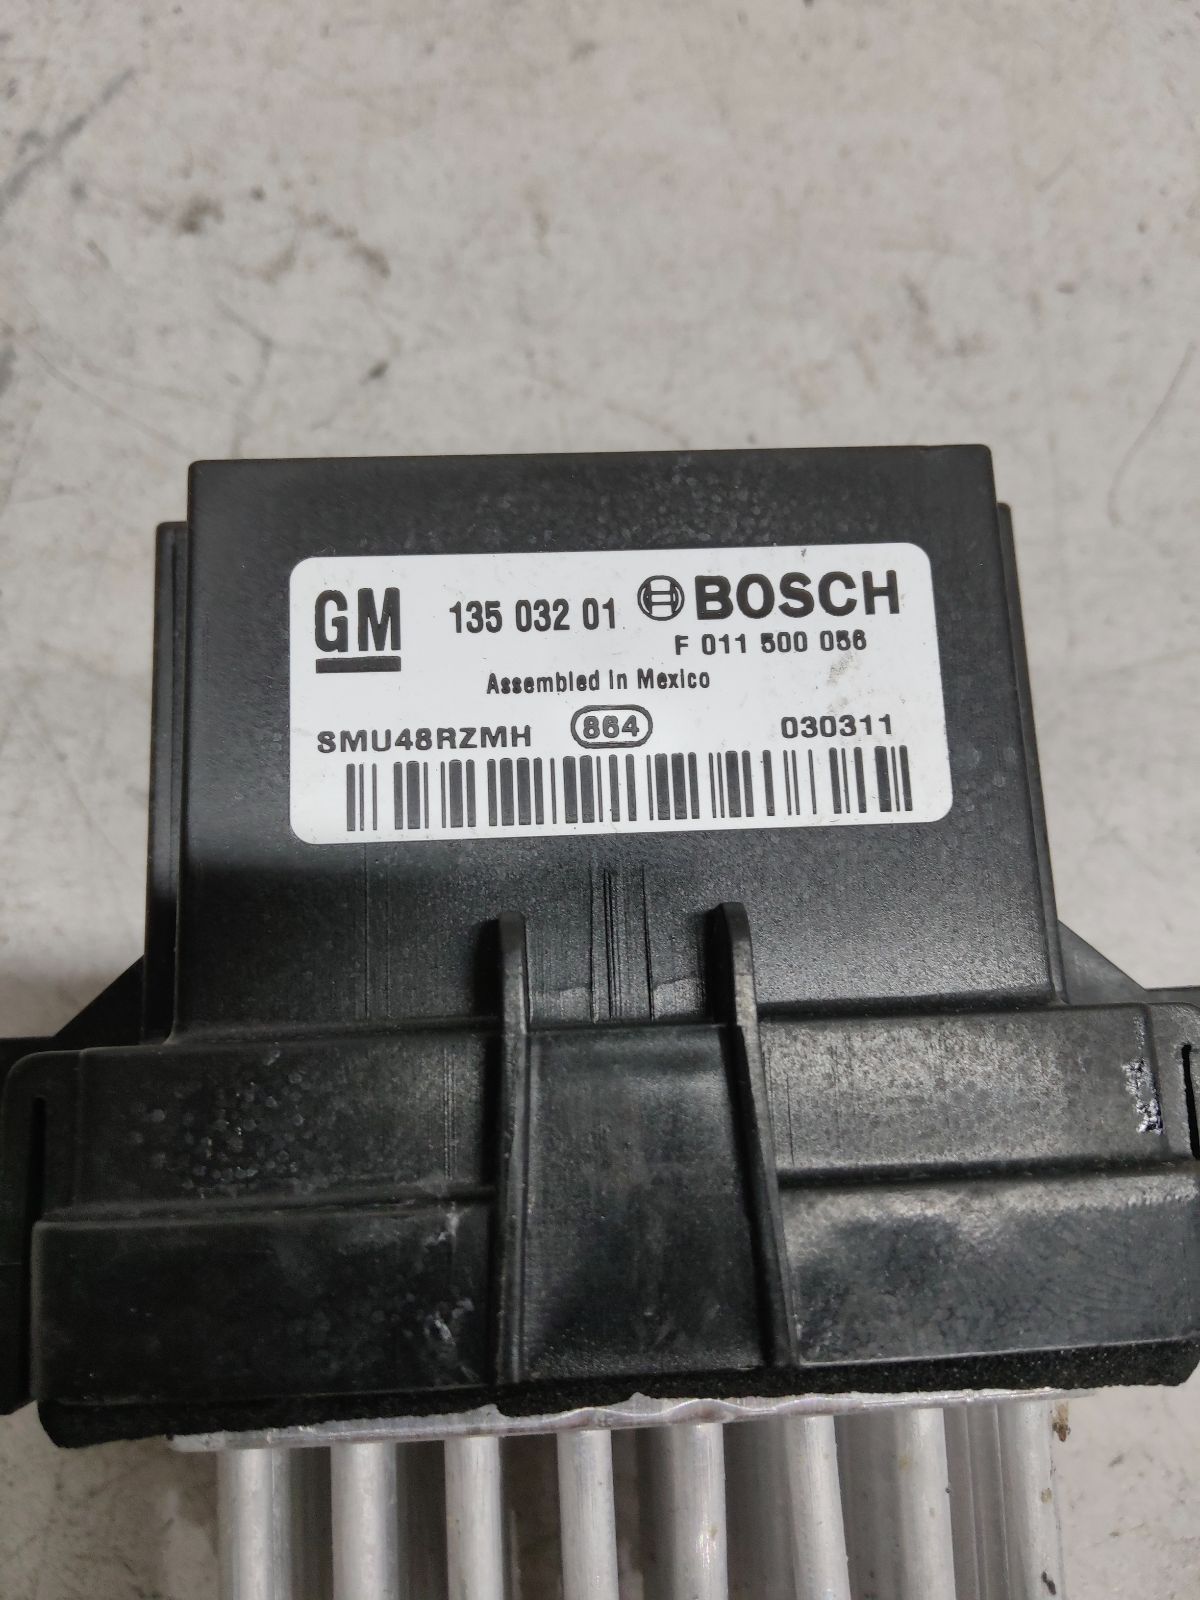 GM 135 032 01 BOSCH
F 011 500 056
Assembled in Mexico
SMU48RZMH 864 030311